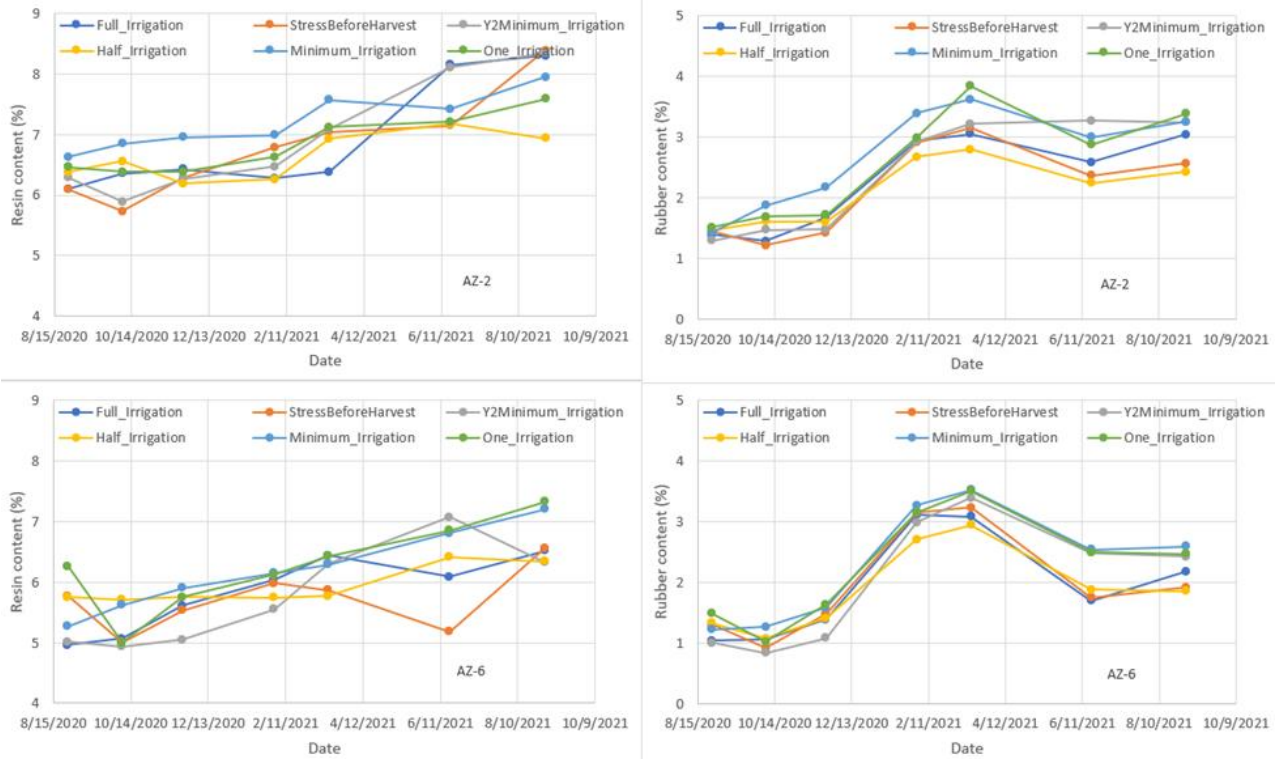 Full_Irrigation StressBeforeHarvest Y2Minimum_Irrigation
Half_Irrigation Minimum_Irrigation One_Irrigation
9
8
7
6
5
4
Resin content (%)
AZ-2
8/15/2020 10/14/2020 12/13/2020 2/11/2021 4/12/2021 6/11/2021 8/10/2021 10/9/2021
Date
Full_Irrigation StressBeforeHarvest Y2Minimum_Irrigation
Half_Irrigation Minimum_Irrigation One_Irrigation
5
4
3
2
1
0
Rubber content (%)
AZ-2
8/15/2020 10/14/2020 12/13/2020 2/11/2021 4/12/2021 6/11/2021 8/10/2021 10/9/2021
Date
Full_Irrigation StressBeforeHarvest Y2Minimum_Irrigation
Half_Irrigation Minimum_Irrigation One_Irrigation
9
8
7
6
5
4
Resin content (%)
AZ-6
8/15/2020 10/14/2020 12/13/2020 2/11/2021 4/12/2021 6/11/2021 8/10/2021 10/9/2021
Date
Full_Irrigation StressBeforeHarvest Y2Minimum_Irrigation
Half_Irrigation Minimum_Irrigation One_Irrigation
5
4
3
2
1
0
Rubber content (%)
AZ-6
8/15/2020 10/14/2020 12/13/2020 2/11/2021 4/12/2021 6/11/2021 8/10/2021 10/9/2021
Date